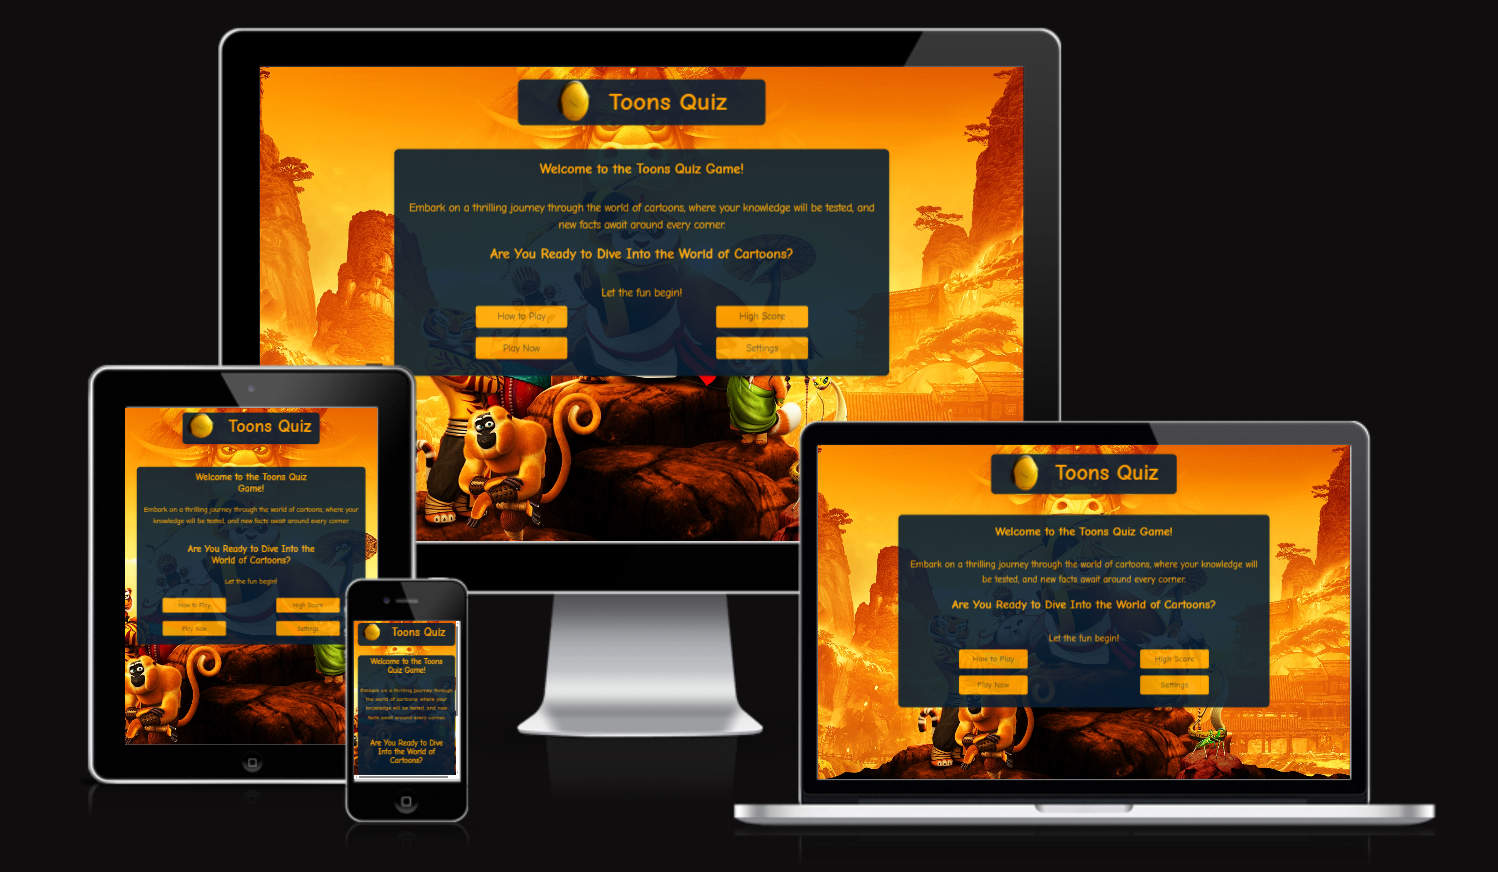 Toons Quiz
Welcome to the Toons Quiz Game!
Embark on a thrilling journey through the world of cartoons, where your knowledge will be tested, and
new facts await around every corner.
Are You Ready to Dive Into the World of Cartoons?
Let the fun begin!
How to Play
High Score
Play Now
Settings
Toons Quiz
Welcome to the Toons Quiz
Game!
Embark on a thrilling journey through the world of cartoons, where your
knowledge will be tested, and new facts await around every corner.
Are You Ready to Dive Into the
World of Cartoons?
Let the fun begin!
How to Play
High Score
Play Now
Settings
Toons Quiz
Welcome to the Toons
Quiz Game!
Embark on a thrilling journey through
the world of cartoons, where your
knowledge will be tested, and new
facts await around every corner.
Are You Ready to Dive
Into the World of
Cartoons?
Toons Quiz
Welcome to the Toons Quiz Game!
Embark on a thrilling journey through the world of cartoons, where your knowledge will
be tested, and new facts await around every corner.
Are You Ready to Dive Into the World of Cartoons?
Let the fun begin!
How to Play
High Score
Play Now
Settings